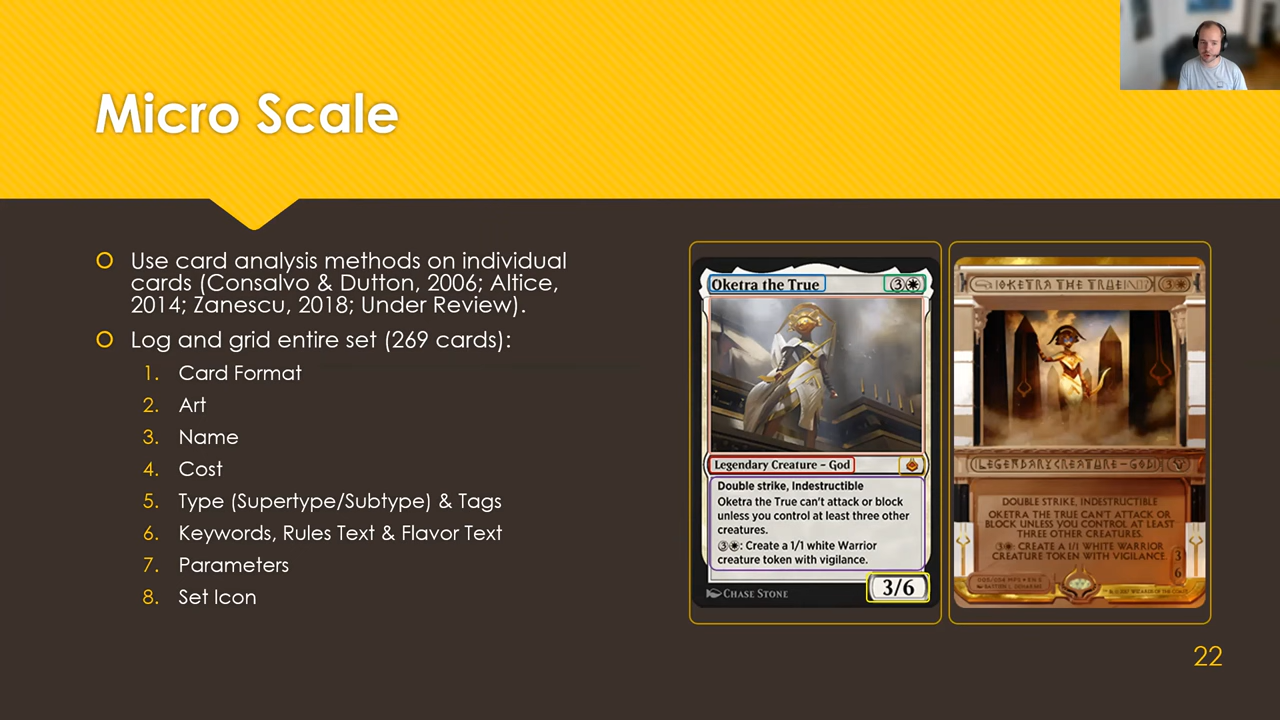 Micro Scale
Use card analysis methods on individual
cards (Consalvo & Dutton, 2006; Altice,
2014; Zanescu, 2018; Under Review).
Log and grid entire set (269 cards):
1. Card Format
2. Art
3. Name
4. Cost
5. Type (Supertype/Subtype) & Tags
6. Keywords, Rules Text & Flavor Text
7. Parameters
8. Set Icon
Oketra the True 3
Legendary Creature – God
Double strike, Indestructible
Oketra the True can't attack or block
unless you control at least three other
creatures.
3: Create a 1/1 white Warrior
creature token with vigilance.
3/6
CHASE STONE
OKETRA THE TRUE 3
LEGENDARY CREATURE – GOD
DOUBLE STRIKE, INDESTRUCTIBLE
OKETRA THE TRUE CAN'T ATTACK OR
BLOCK UNLESS YOU CONTROL AT LEAST
THREE OTHER CREATURES.
3: CREATE A 1/1 WHITE WARRIOR
CREATURE TOKEN WITH VIGILANCE.
3
6
22